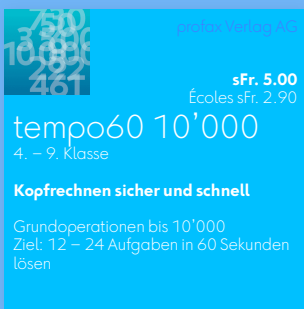 profax Verlag AG
sFr. 5.00
Écoles sFr. 2.90
tempo60 10’000
4. – 9. Klasse
Kopfrechnen sicher und schnell
Grundoperationen bis 10’000
Ziel: 12 – 24 Aufgaben in 60 Sekunden
lösen